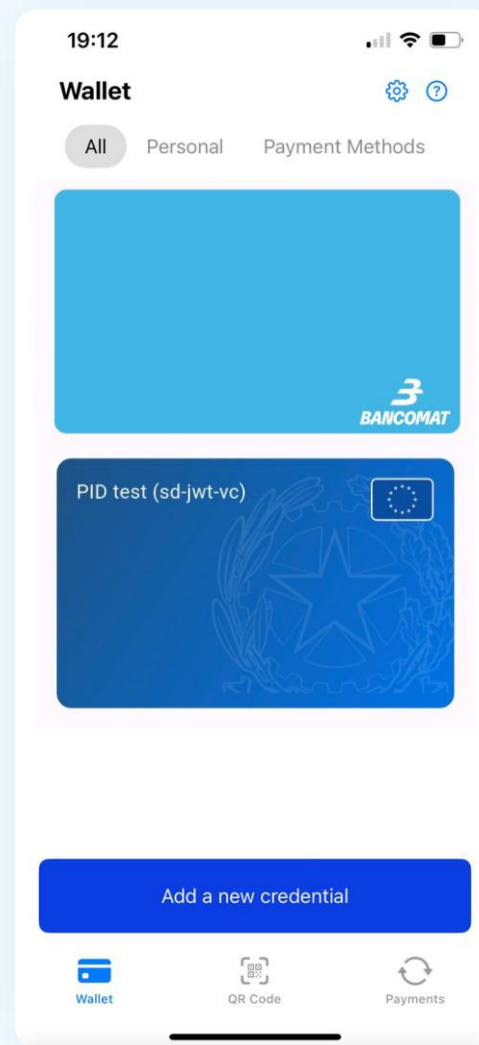 19:12
Wallet
All Personal Payment Methods
BANCOMAT
PID test (sd-jwt-vc)
Add a new credential
Wallet QR Code Payments